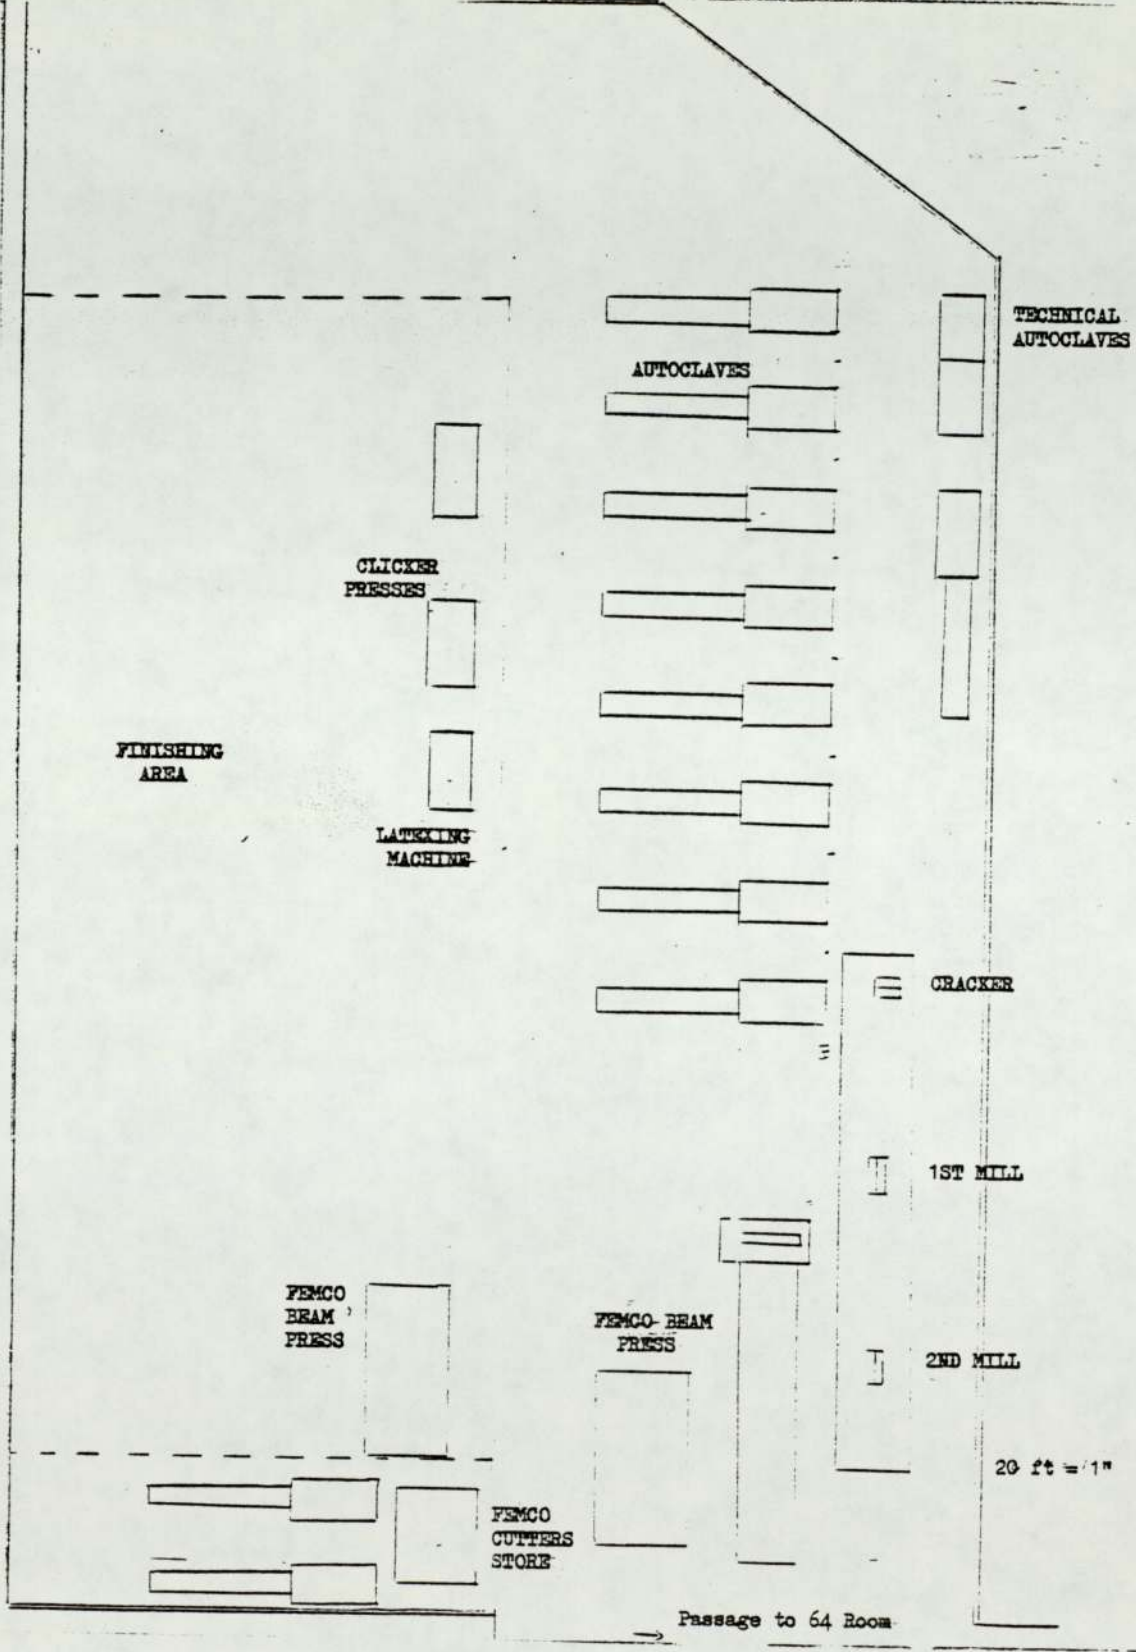 TECHNICAL
AUTOCLAVES
AUTOCLAVES
CLICKER
PRESSES
FINISHING
AREA
LATEXING
MACHINE
CRACKER
1ST MILL
FEMCO
BEAM
PRESS
FEMCO BEAM
PRESS
2ND MILL
20 ft = 1"
FEMCO
CUTTERS
STORE
Passage to 64 Room